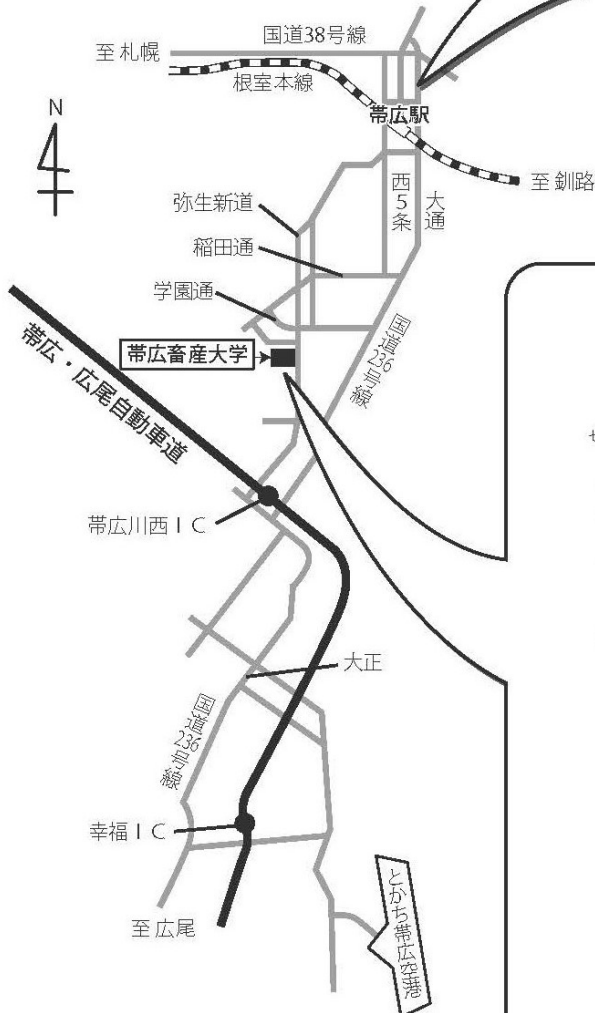 国道38号線
至札幌
根室本線
N
帯広駅
至釧路
西5条
大通
弥生新道
稲田通
学園通
国道236号線
帯広畜産大学
帯広・広尾自動車道
帯広川西IC
大正
国道236号線
幸福IC
至広尾
とかち帯広空港